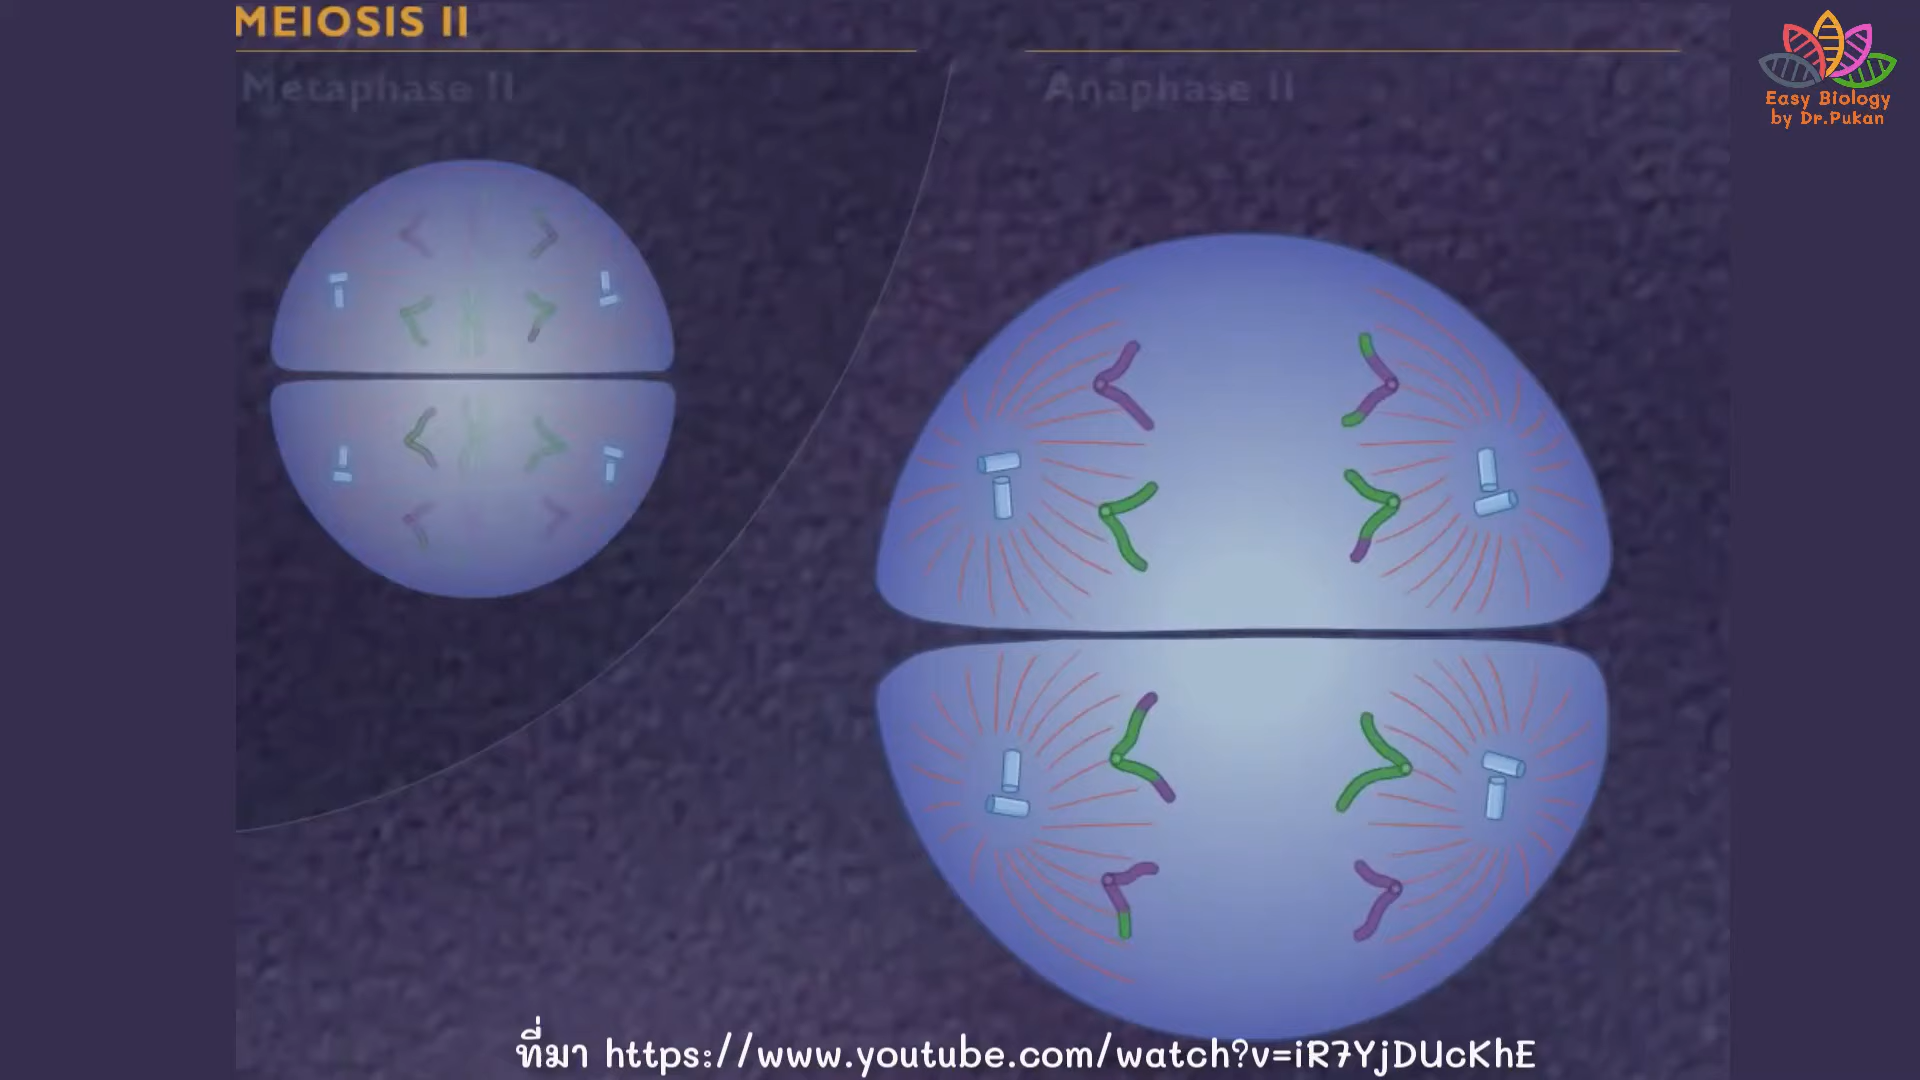 MEIOSIS II
Metaphase II
Anaphase II
Easy Biology
by Dr.Pukan
ที่มา https://www.youtube.com/watch?v=iR7YjDUcKhE